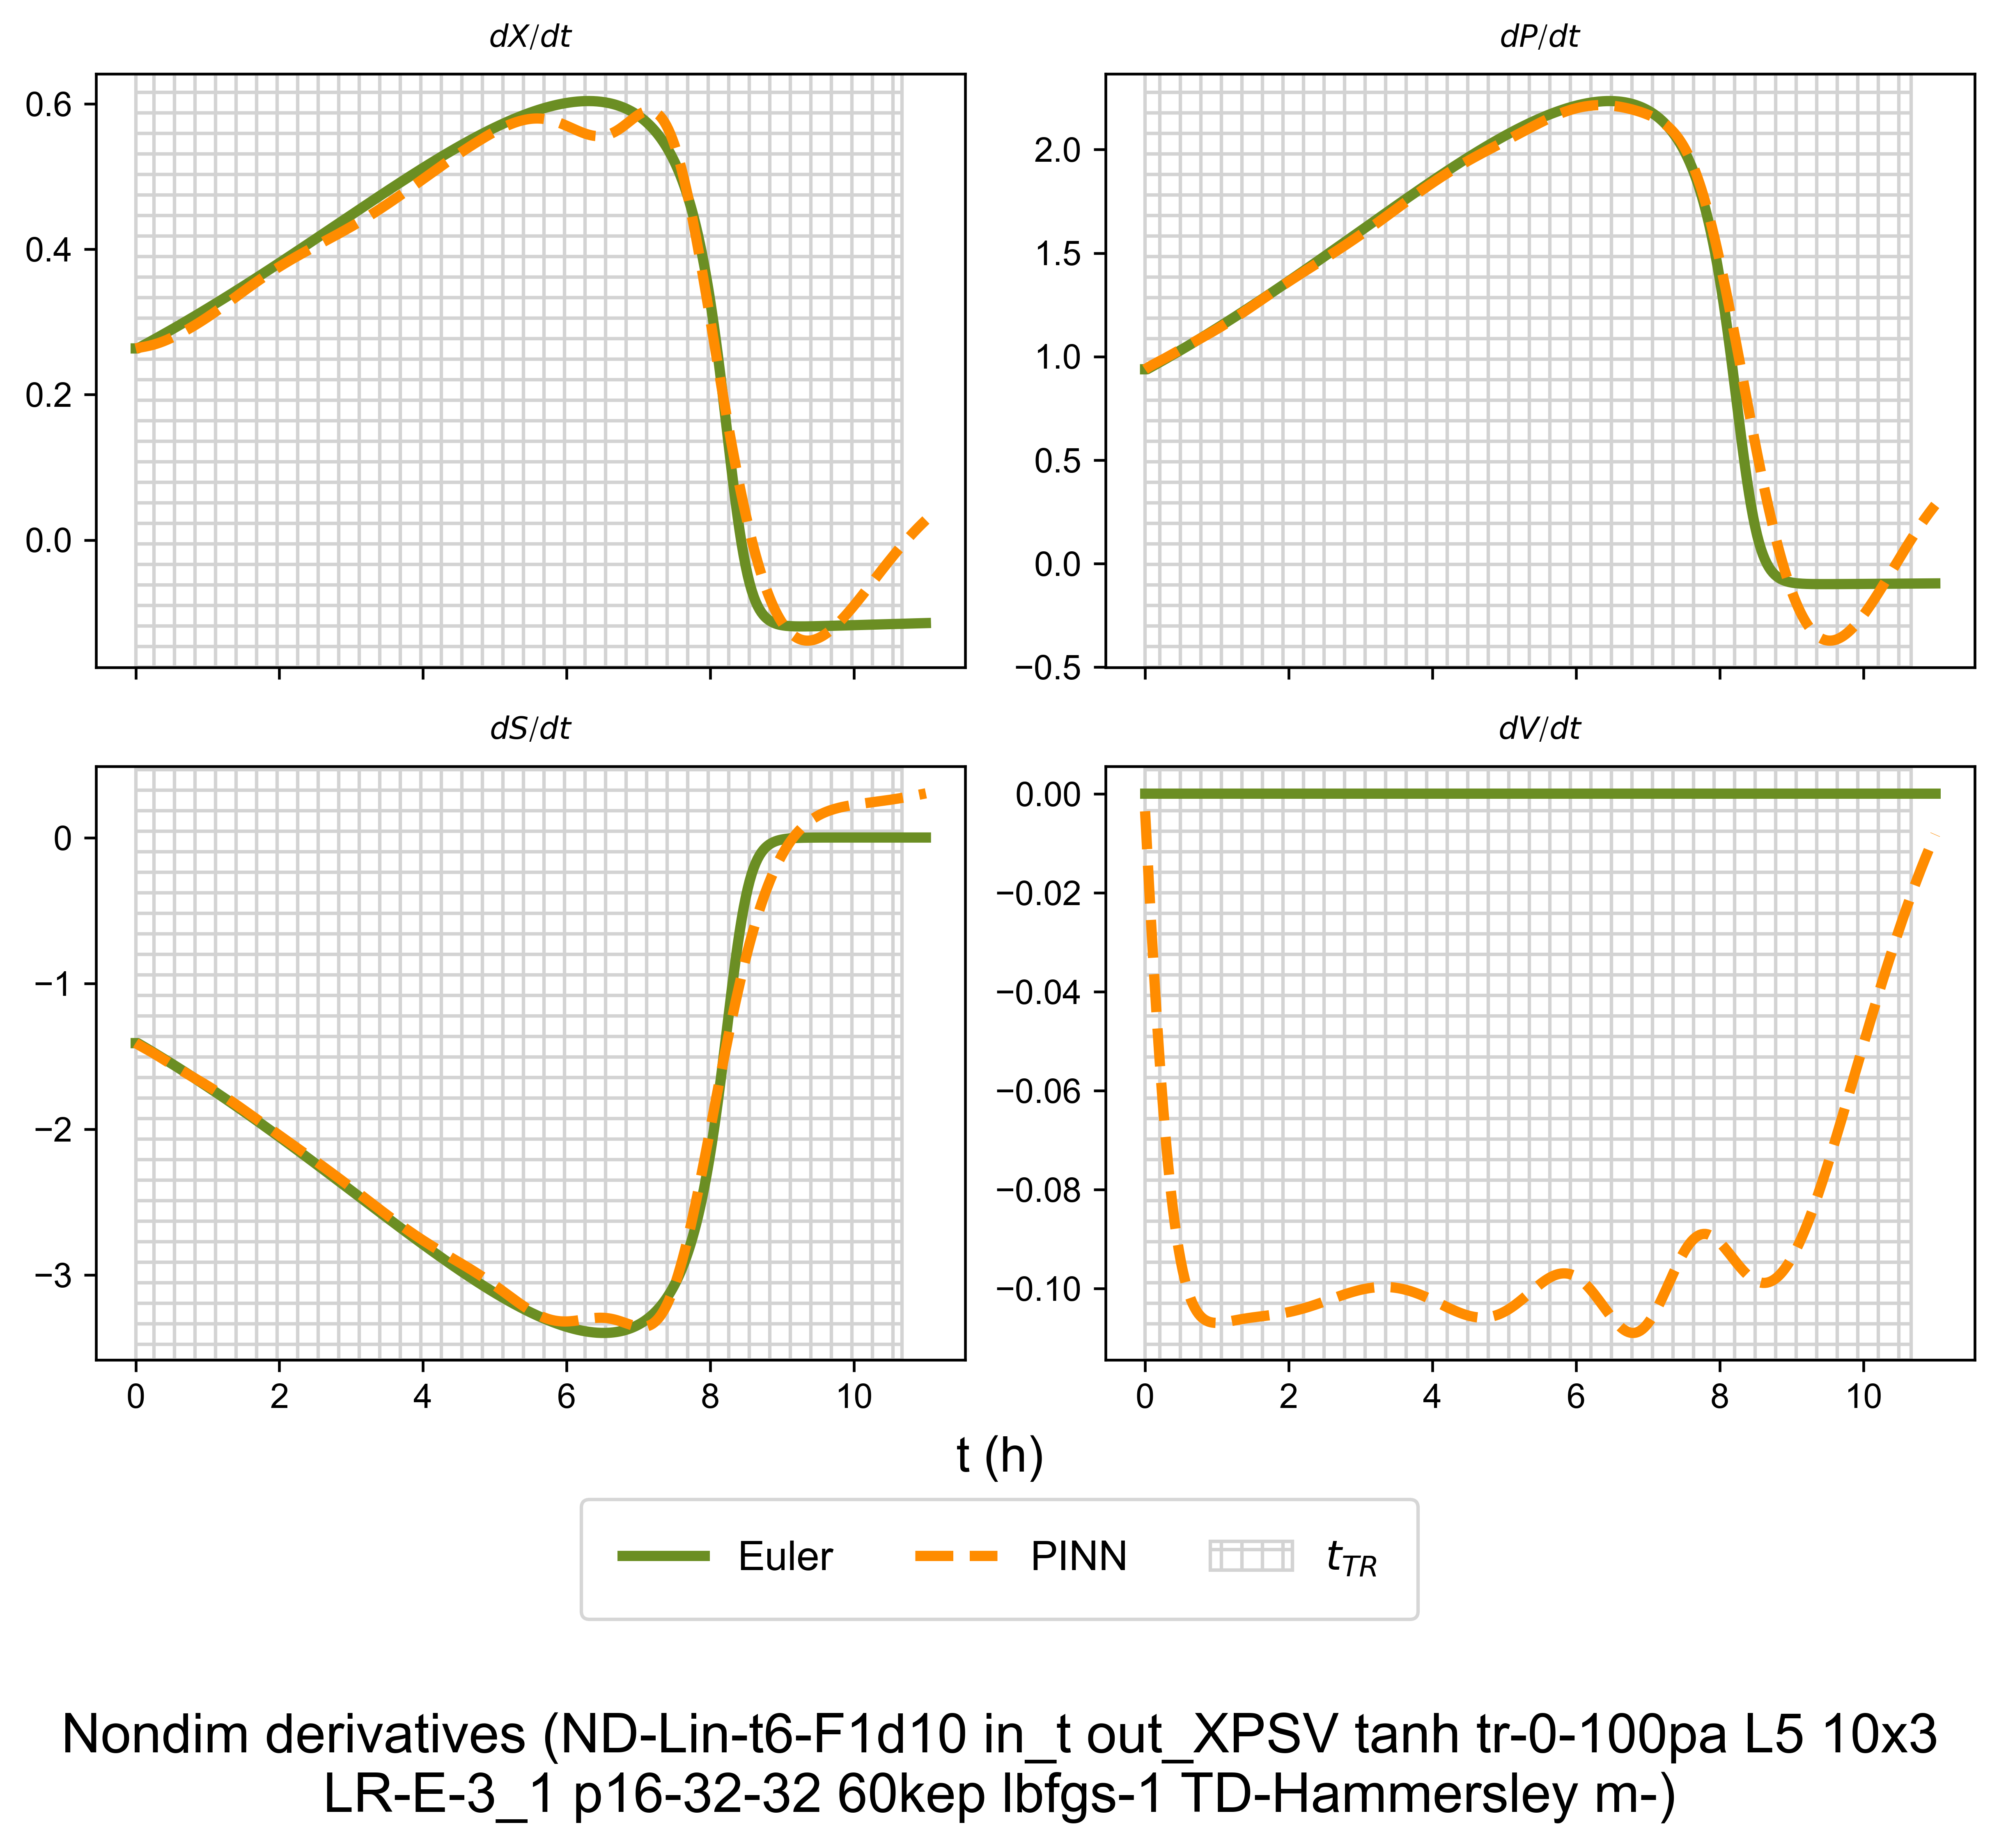 dX/dt
dP/dt
0.6
0.4
0.2
0.0
2.0
1.5
1.0
0.5
0.0
−0.5
dS/dt
dV/dt
0
−1
−2
−3
0 2 4 6 8 10
0.00
−0.02
−0.04
−0.06
−0.08
−0.10
0 2 4 6 8 10
t (h)
Euler PINN t_TR
Nondim derivatives (ND-Lin-t6-F1d10 in_t out_XPSV tanh tr-0-100pa L5 10x3
LR-E-3_1 p16-32-32 60kep lbfgs-1 TD-Hammersley m-)